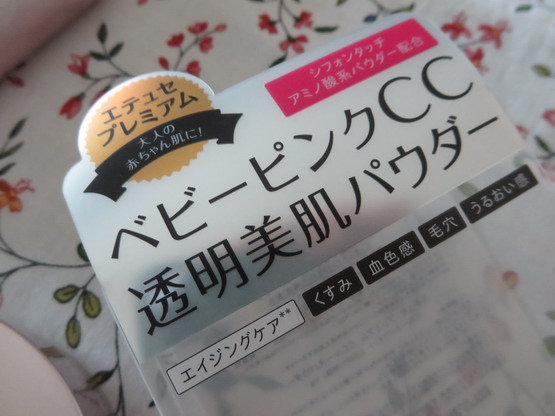 エテュセ
プレミアム
大人の
赤ちゃん肌に!
シフォンタッチ
アミノ酸系パウダー配合
ベビーピンクCC
透明美肌パウダー
くすみ 血色感 毛穴 うるおい感
エイジングケア**